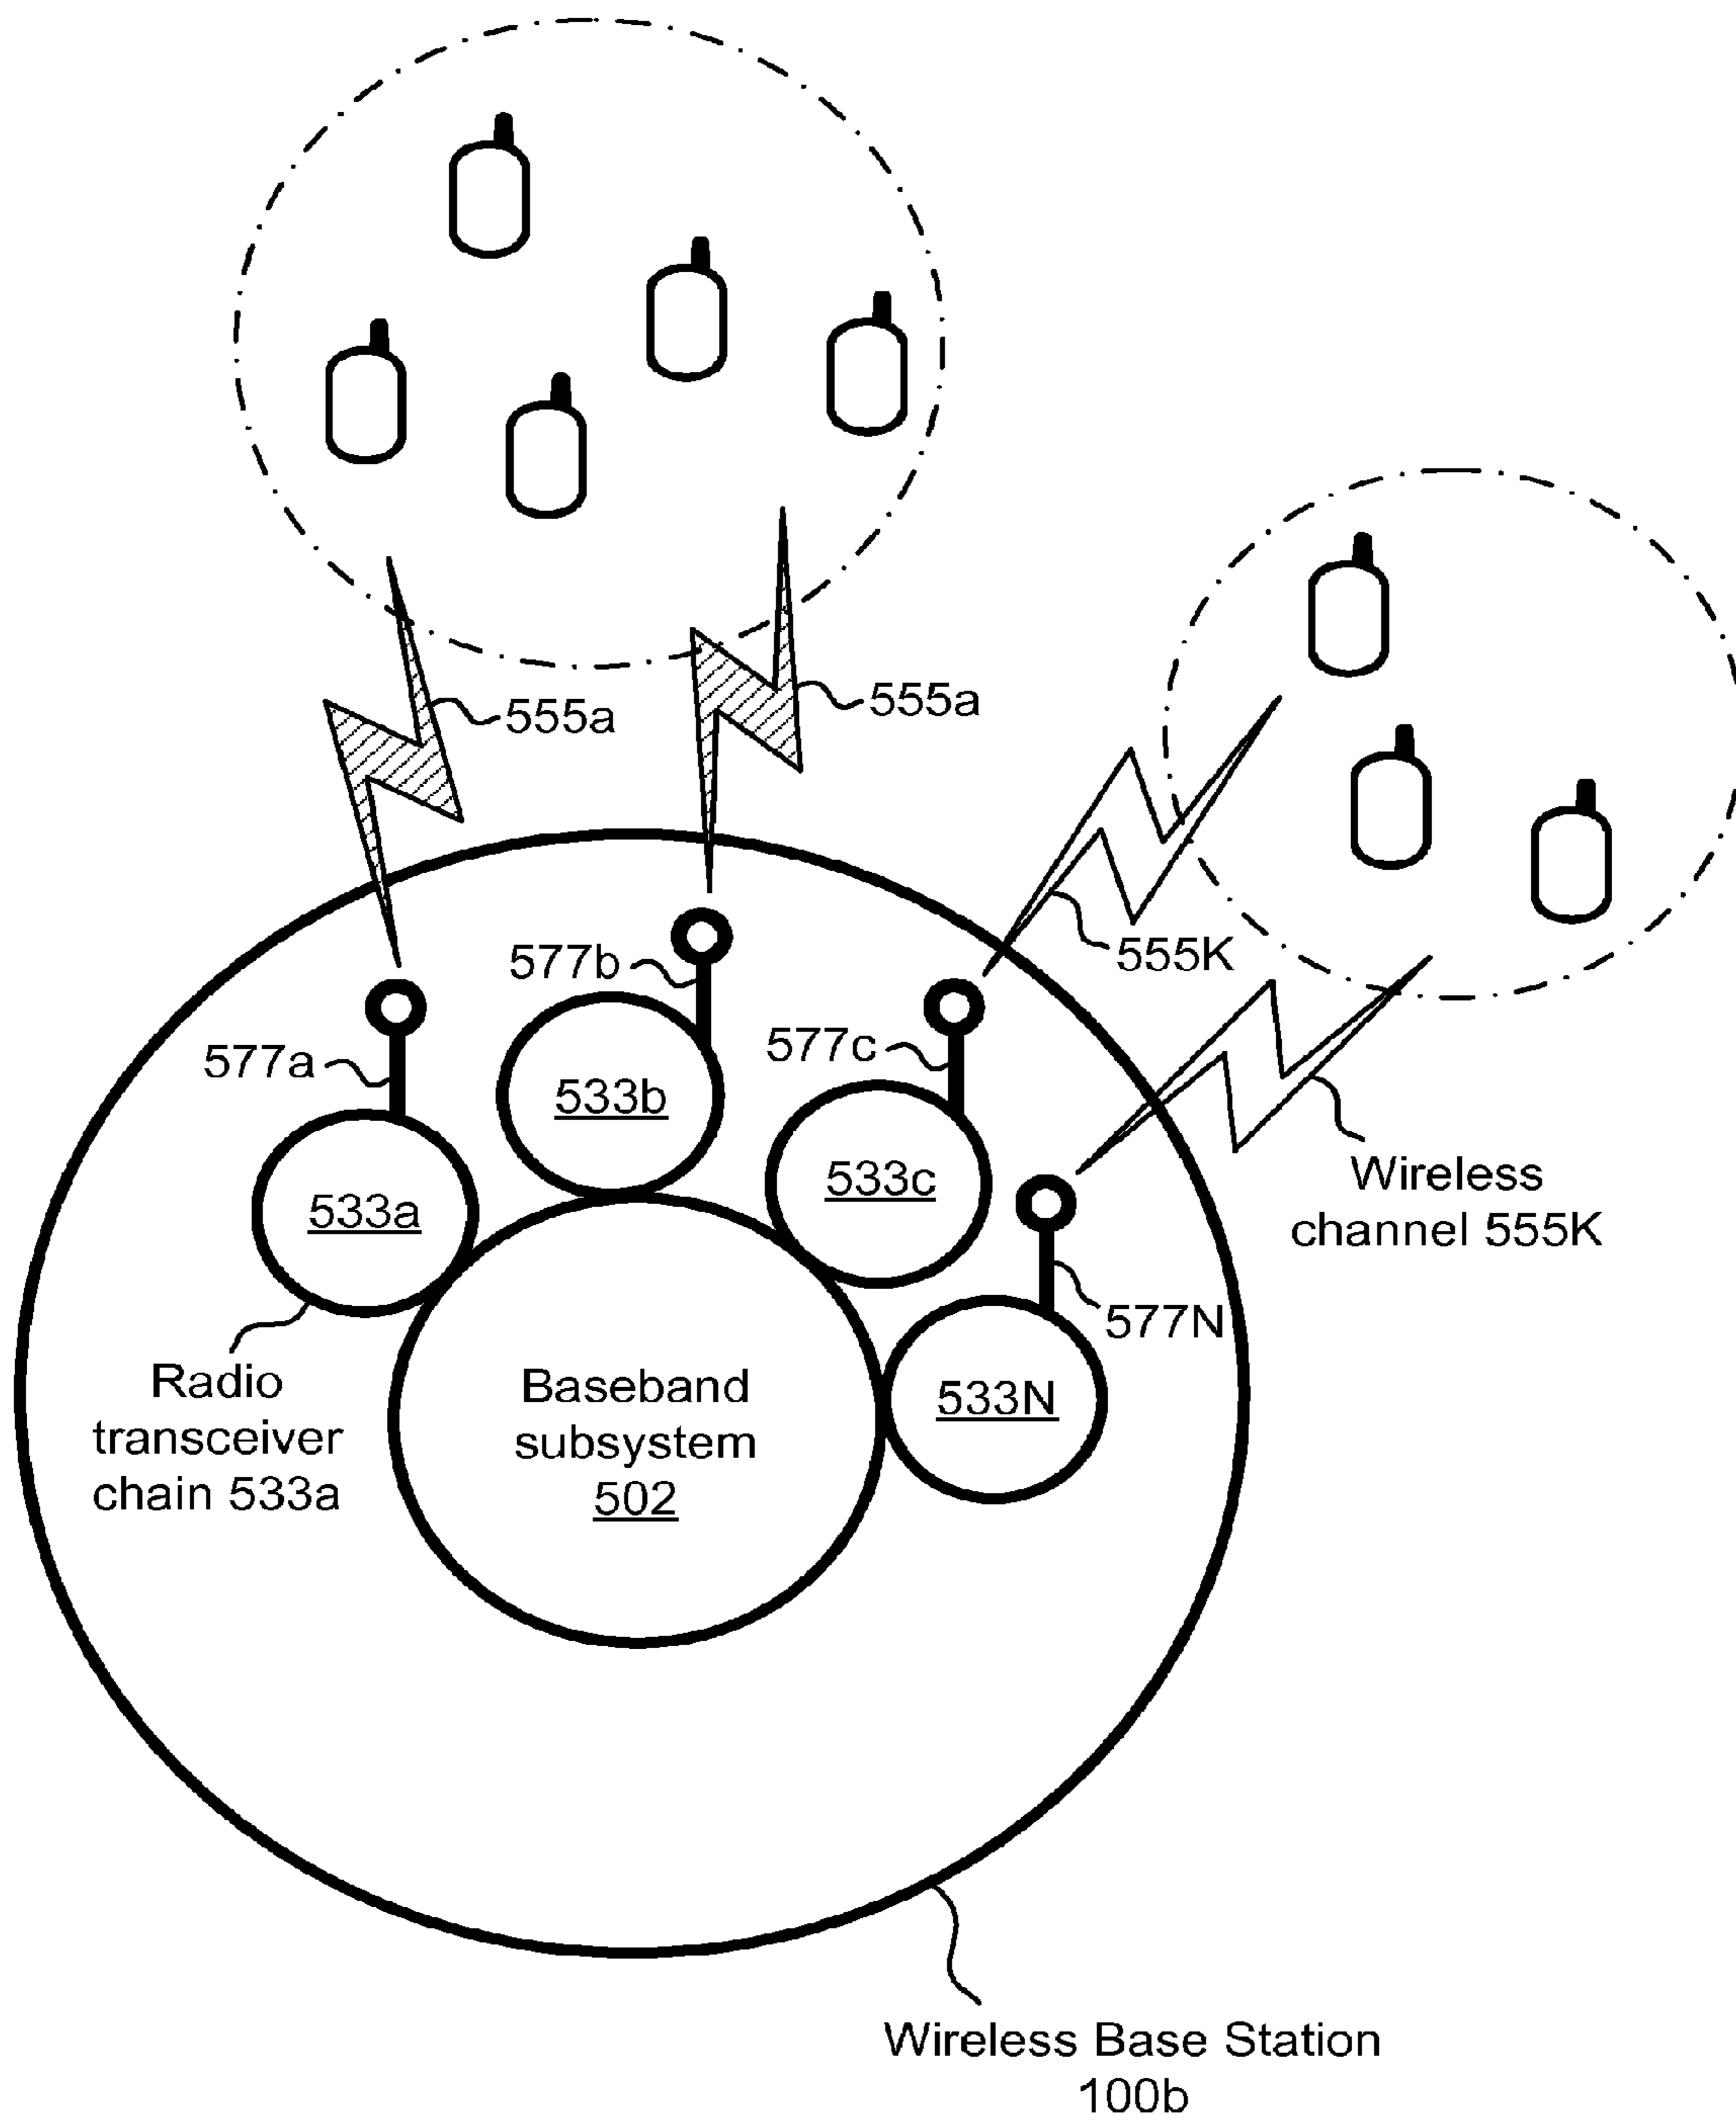 555a
555a
555K
577b
577c
577a
533b
533c
533a
Wireless
channel 555K
577N
Radio
transceiver
chain 533a
Baseband
subsystem
502
533N
Wireless Base Station
100b